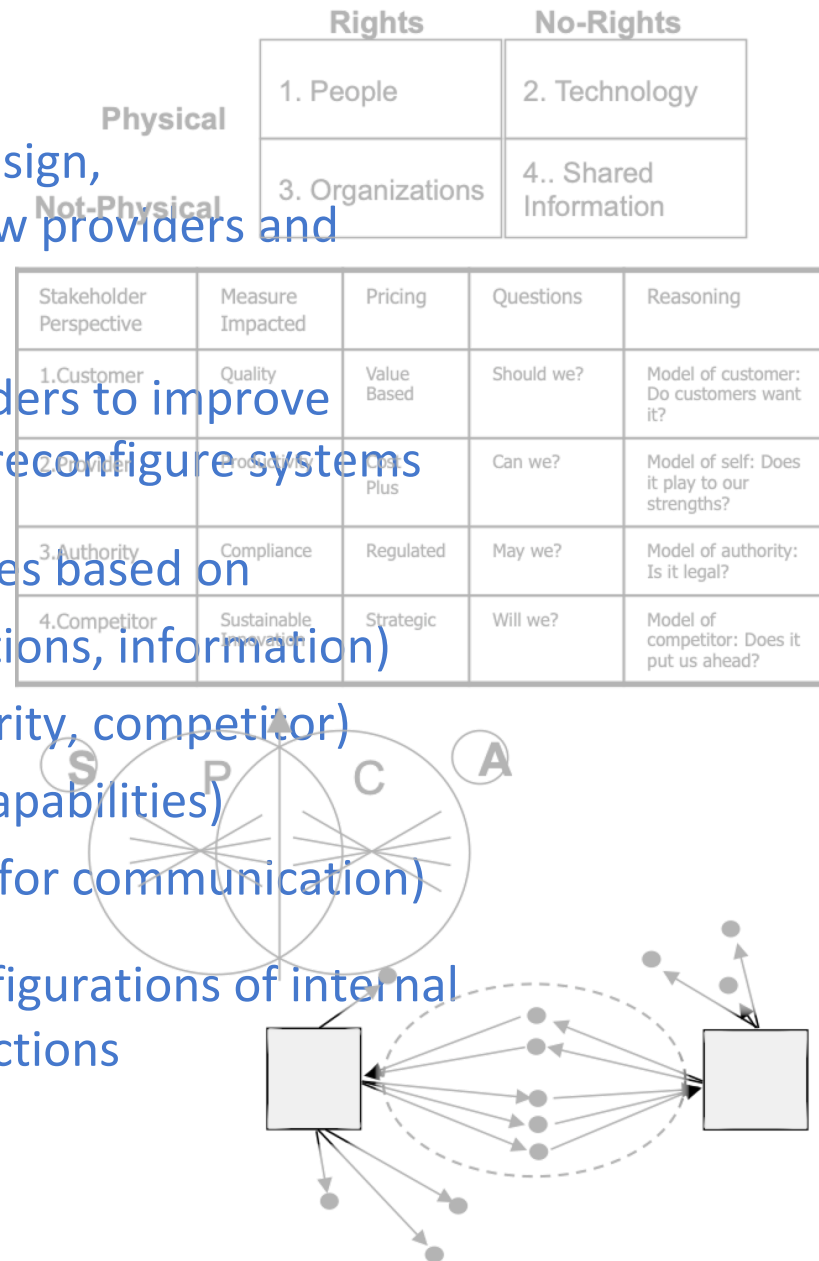 Rights No-Rights
1. People 2. Technology
Physical
sign,
3. Organizations 4.. Shared
Information
Not-Physical
w providers and
Stakeholder Perspective Measure Impacted Pricing Questions Reasoning
1.Customer Quality Value Based Should we? Model of customer: Do customers want it?
ders to improve
2.Provider Productivity Cost Plus Can we? Model of self: Does it play to our strengths?
reconfigure systems
3.Authority Compliance Regulated May we? Model of authority: Is it legal?
es based on
4.Competitor Sustainable Innovation Strategic Will we? Model of competitor: Does it put us ahead?
tions, information)
rity, competitor)
S P C A
apabilities)
for communication)
figurations of internal
ctions